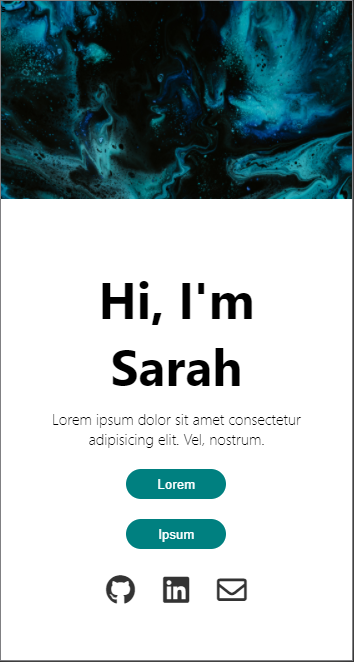 Hi, I'm
Sarah
Lorem ipsum dolor sit amet consectetur
adipisicing elit. Vel, nostrum.
Lorem
Ipsum